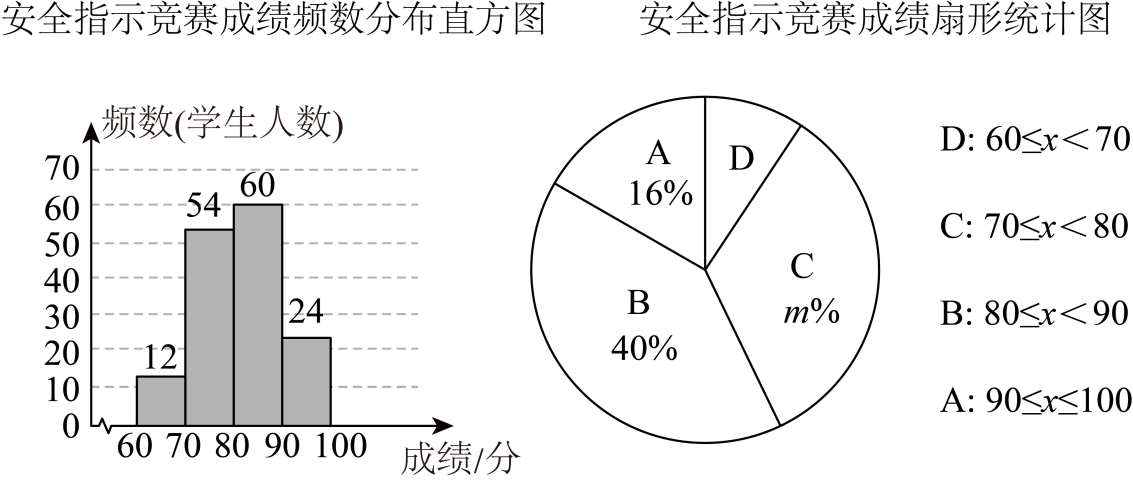 安全指示竞赛成绩频数分布直方图
安全指示竞赛成绩扇形统计图
频数(学生人数)
70
60
50
40
30
20
10
0
12
54
60
24
60 70 80 90 100
成绩/分
A
16%
D
C
m%
B
40%
D: 60≤x<70
C: 70≤x<80
B: 80≤x<90
A: 90≤x≤100